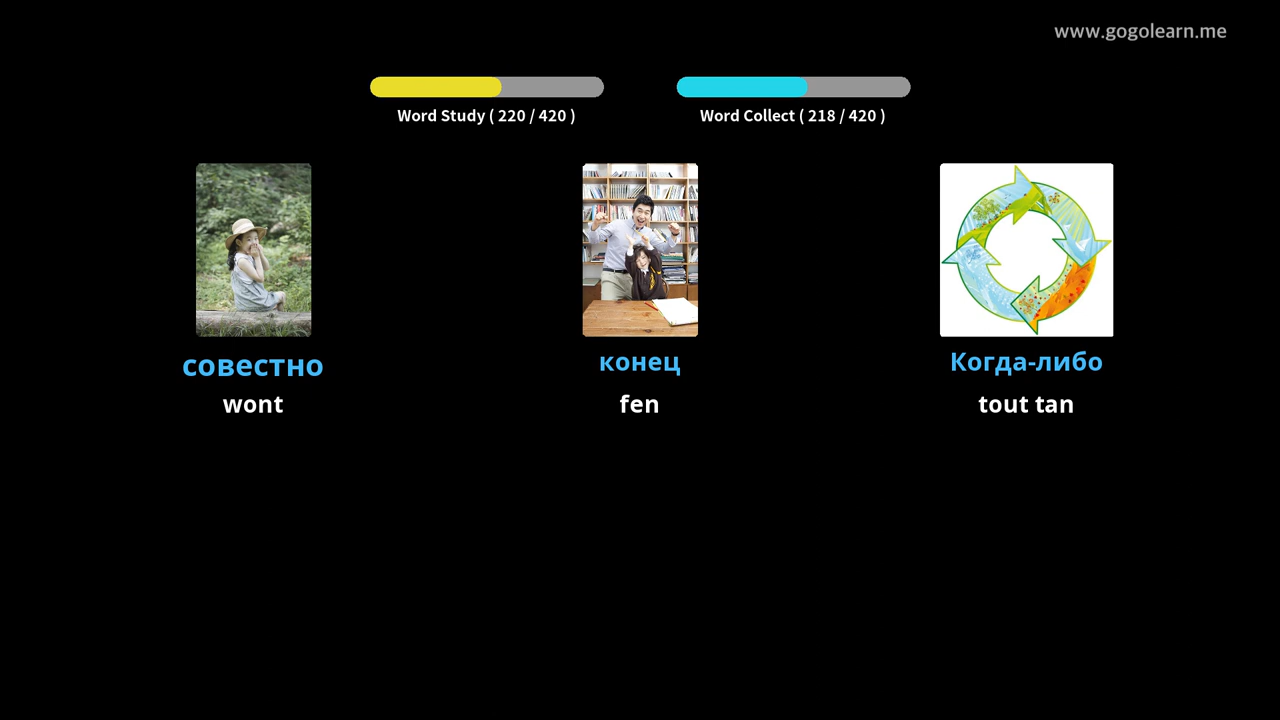 www.gogolearn.me
Word Study ( 220 / 420 )
Word Collect ( 218 / 420 )
совестно
wont
конец
fen
Когда-либо
tout tan